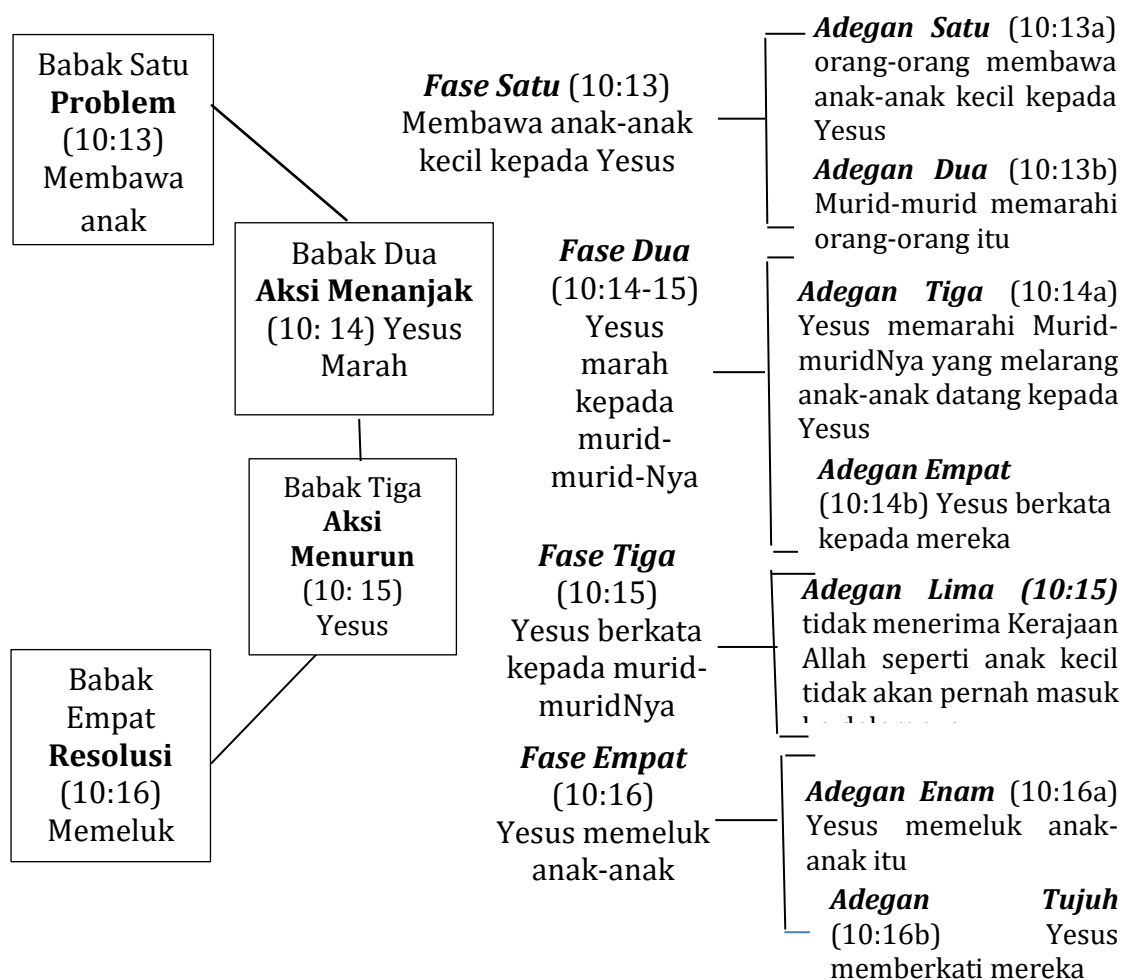 Babak Satu
Problem
(10:13)
Membawa
anak
Babak Dua
Aksi Menanjak
(10: 14) Yesus
Marah
Babak Tiga
Aksi
Menurun
(10: 15)
Yesus
Babak
Empat
Resolusi
(10:16)
Memeluk
Fase Satu (10:13)
Membawa anak-anak
kecil kepada Yesus
Adegan Satu (10:13a)
orang-orang membawa
anak-anak kecil kepada
Yesus
Adegan Dua (10:13b)
Murid-murid memarahi
orang-orang itu
Fase Dua
(10:14-15)
Yesus
marah
kepada
murid-
murid-Nya
Adegan Tiga (10:14a)
Yesus memarahi Murid-
muridNya yang melarang
anak-anak datang kepada
Yesus
Adegan Empat
(10:14b) Yesus berkata
kepada mereka
Fase Tiga
(10:15)
Yesus berkata
kepada murid-
muridNya
Adegan Lima (10:15)
tidak menerima Kerajaan
Allah seperti anak kecil
tidak akan pernah masuk
Fase Empat
(10:16)
Yesus memeluk
anak-anak
Adegan Enam (10:16a)
Yesus memeluk anak-
anak itu
Adegan Tujuh
(10:16b) Yesus
memberkati mereka